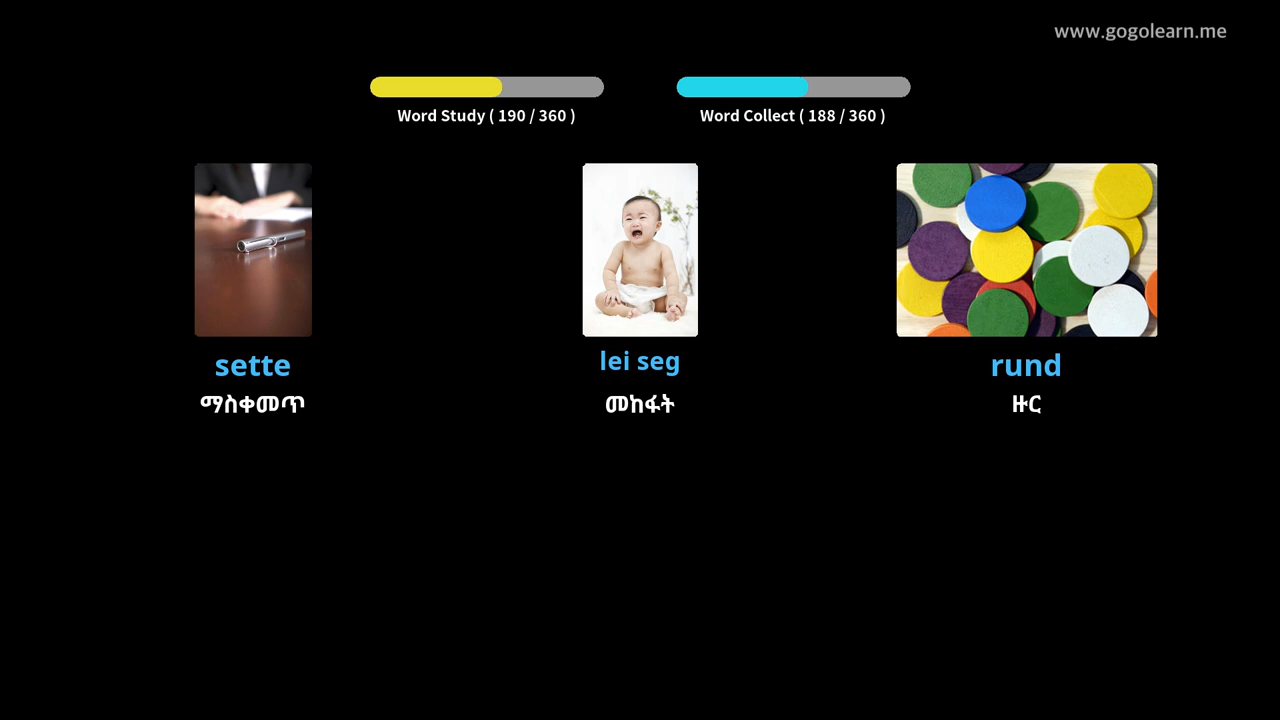 www.gogolearn.me
Word Study ( 190 / 360 )
Word Collect ( 188 / 360 )
sette
lei seg
rund
ማስቀመጥ
መከፋት
ዙር